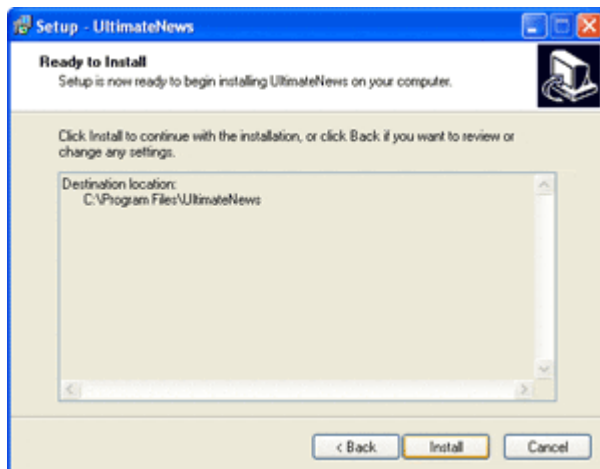 Setup - UltimateNews
Ready to Install
Setup is now ready to begin installing UltimateNews on your computer.
Click Install to continue with the installation, or click Back if you want to review or
change any settings.
Destination location:
C:\Program Files\UltimateNews
< Back
Install
Cancel